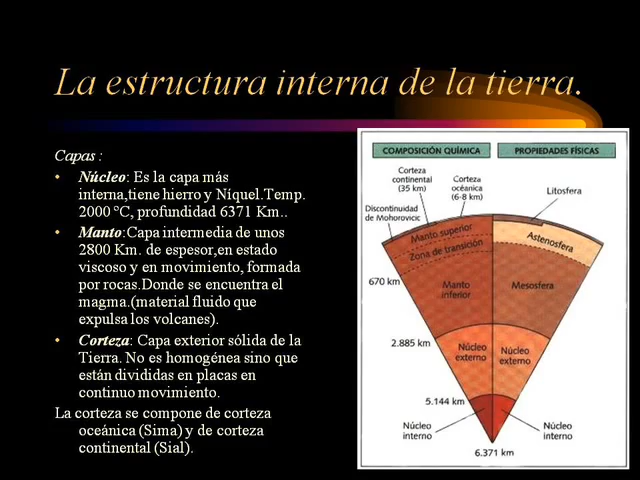 La estructura interna de la tierra.
Capas :
• Núcleo: Es la capa más
interna,tiene hierro y Níquel.Temp.
2000 °C, profundidad 6371 Km..
• Manto:Capa intermedia de unos
2800 Km. de espesor,en estado
viscoso y en movimiento, formada
por rocas.Donde se encuentra el
magma.(material fluido que
expulsa los volcanes).
• Corteza: Capa exterior sólida de la
Tierra. No es homogénea sino que
están divididas en placas en
continuo movimiento.
La corteza se compone de corteza
oceánica (Sima) y de corteza
continental (Sial).
COMPOSICIÓN QUÍMICA
PROPIEDADES FÍSICAS
Corteza
continental
(35 km)
Corteza
oceánica
(6-8 km)
Litosfera
Discontinuidad
de Mohorovicic
Manto superior
Zona de transición
Astenosfera
670 km
Manto
inferior
Mesosfera
2.885 km
Núcleo
externo
Núcleo
externo
5.144 km
Núcleo
interno
Núcleo
interno
6.371 km